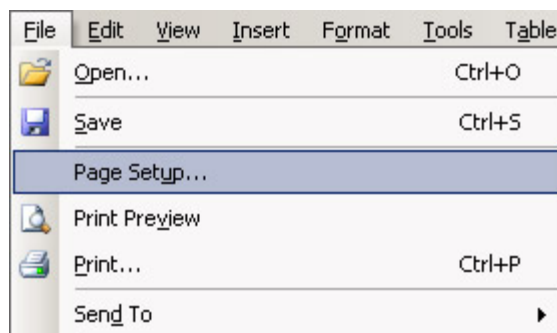 File Edit View Insert Format Tools Table
Open... Ctrl+O
Save Ctrl+S
Page Setup...
Print Preview
Print... Ctrl+P
Send To